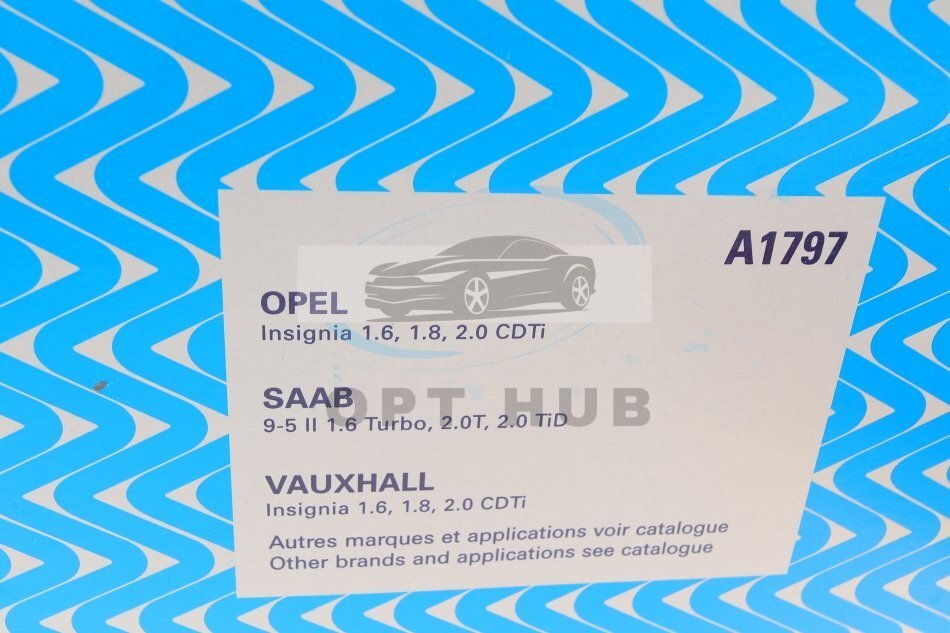 A1797
OPEL
Insignia 1.6, 1.8, 2.0 CDTi
SAAB
OPT HUB
9-5 II 1.6 Turbo, 2.0T, 2.0 TiD
VAUXHALL
Insignia 1.6, 1.8, 2.0 CDTi
Autres marques et applications voir catalogue
Other brands and applications see catalogue